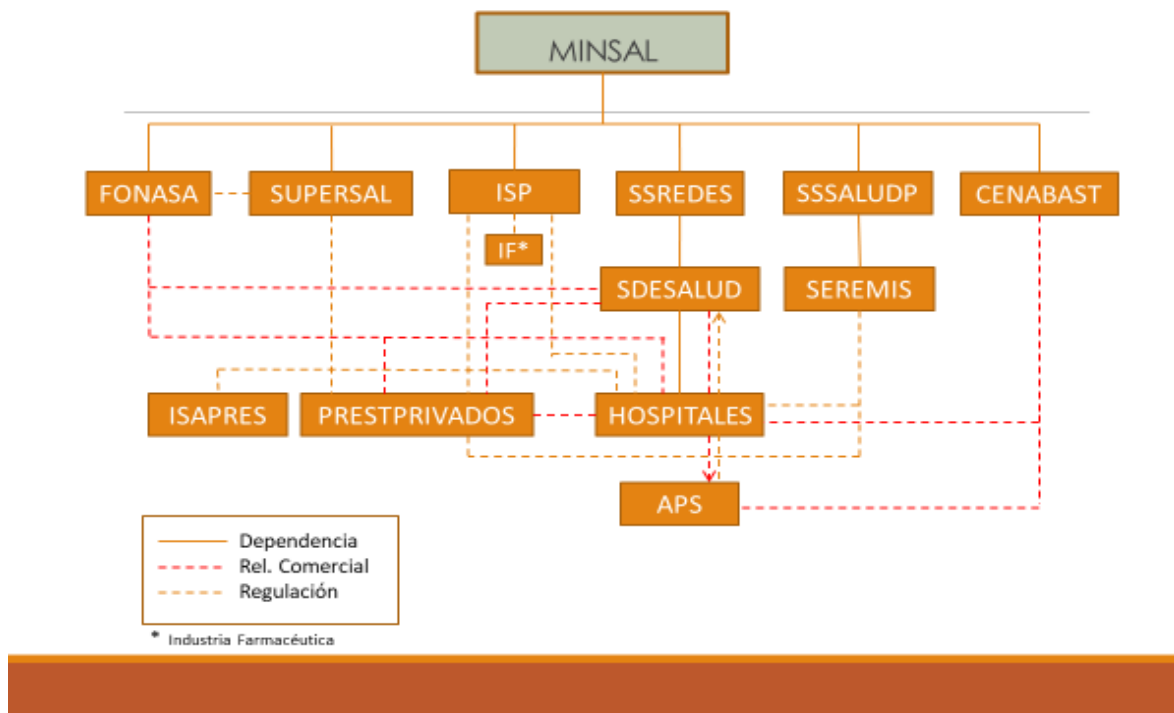 MINSAL
FONASA
SUPERSAL
ISP
SSREDES
SSSALUDP
CENABAST
IF*
SDESALUD
SEREMIS
ISAPRES
PRESTPRIVADOS
HOSPITALES
APS
Dependencia
Rel. Comercial
Regulación
* Industria Farmacéutica